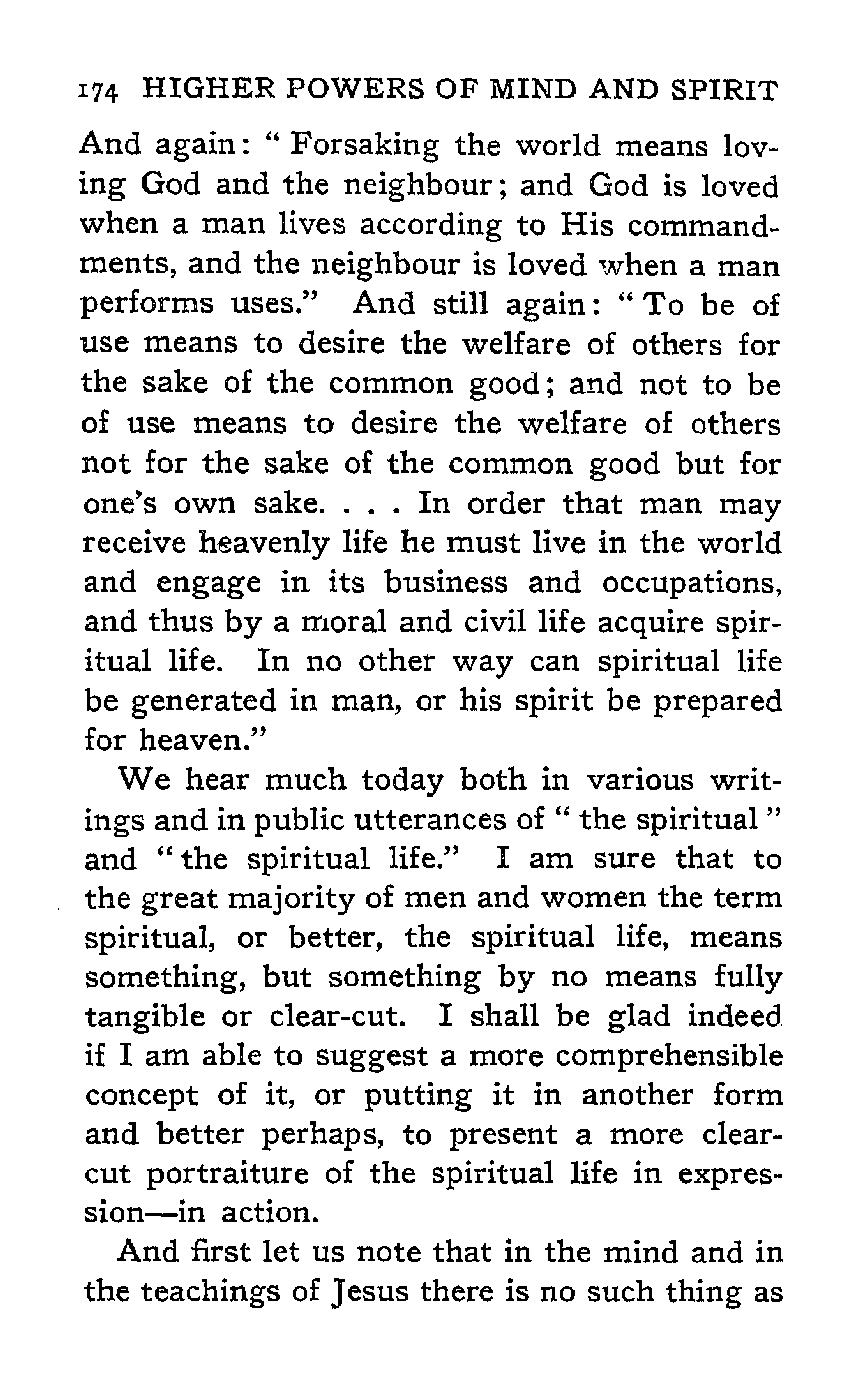 174 HIGHER POWERS OF MIND AND SPIRIT
And again: “ Forsaking the world means lov-
ing God and the neighbour; and God is loved
when a man lives according to His command-
ments, and the neighbour is loved when a man
performs uses.” And still again: “ To be of
use means to desire the welfare of others for
the sake of the common good; and not to be
of use means to desire the welfare of others
not for the sake of the common good but for
one’s own sake. . . . In order that man may
receive heavenly life he must live in the world
and engage in its business and occupations,
and thus by a moral and civil life acquire spir-
itual life. In no other way can spiritual life
be generated in man, or his spirit be prepared
for heaven.”
We hear much today both in various writ-
ings and in public utterances of “ the spiritual ”
and “ the spiritual life.” I am sure that to
the great majority of men and women the term
spiritual, or better, the spiritual life, means
something, but something by no means fully
tangible or clear-cut. I shall be glad indeed
if I am able to suggest a more comprehensible
concept of it, or putting it in another form
and better perhaps, to present a more clear-
cut portraiture of the spiritual life in expres-
sion—in action.
And first let us note that in the mind and in
the teachings of Jesus there is no such thing as